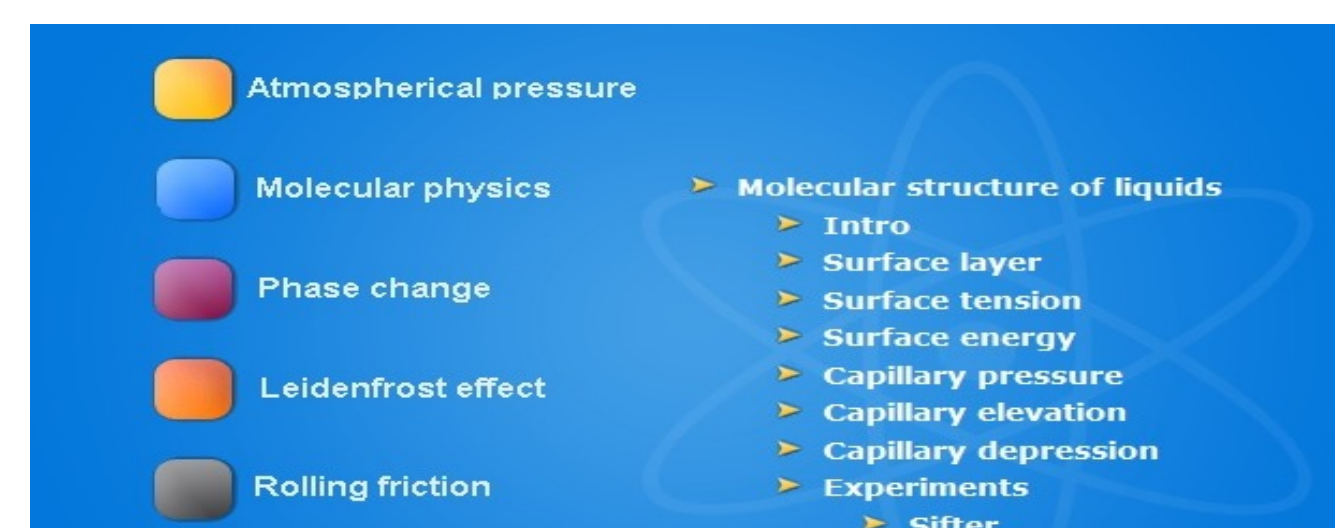 Atmospherical pressure
Molecular physics
Phase change
Leidenfrost effect
Rolling friction
Molecular structure of liquids
Intro
Surface layer
Surface tension
Surface energy
Capillary pressure
Capillary elevation
Capillary depression
Experiments
Sifter